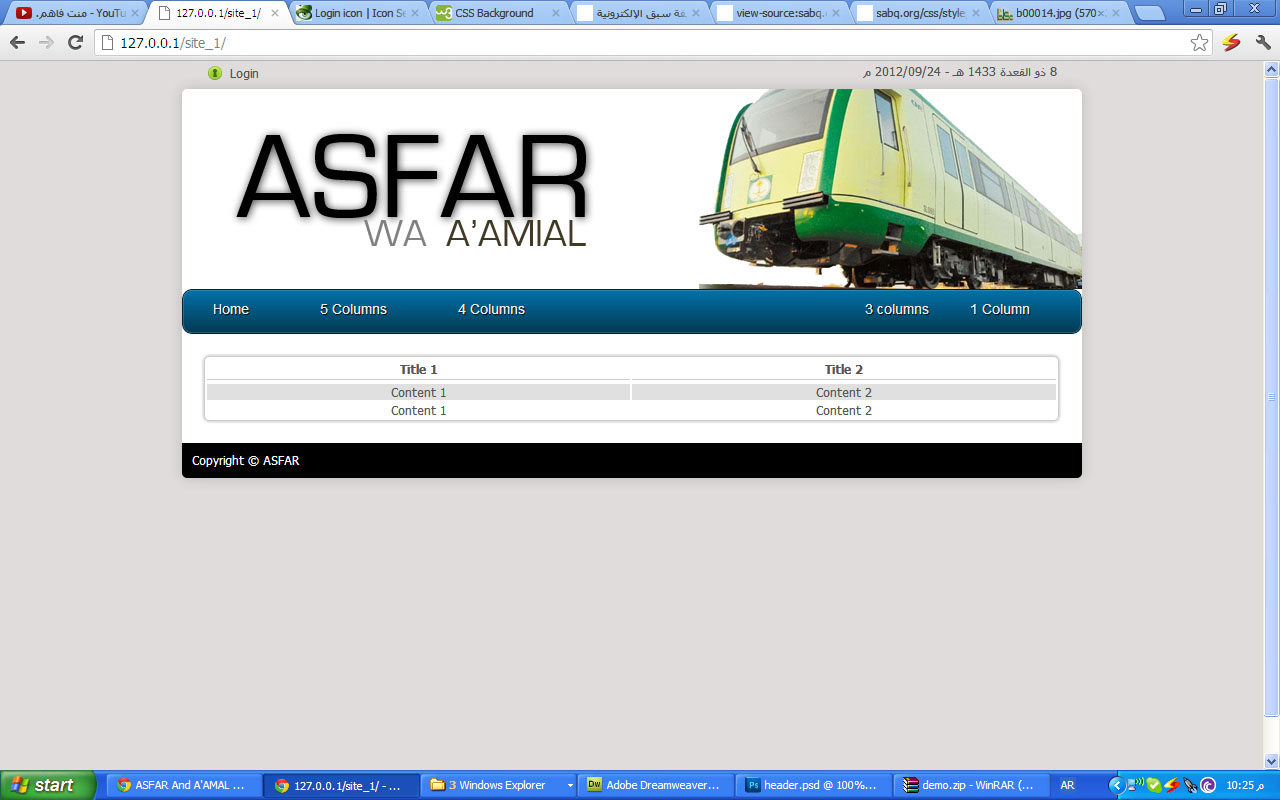 منت فاهم. - YouTu
127.0.0.1/site_1/
Login icon | Icon Se
CSS Background
فة سبق الإلكترونية
view-source:sabq.
sabq.org/css/style
b00014.jpg (570×
127.0.0.1/site_1/
Login
8 ذو القعدة 1433 هـ - 2012/09/24 م
ASFAR
WA A'AMIAL
Home 5 Columns 4 Columns 3 columns 1 Column
Title 1 Title 2
Content 1 Content 2
Content 1 Content 2
Copyright © ASFAR
start
ASFAR And A'AMAL ...
127.0.0.1/site_1/ - ...
3 Windows Explorer
Adobe Dreamweaver...
header.psd @ 100%...
demo.zip - WinRAR (...
AR
10:25 م